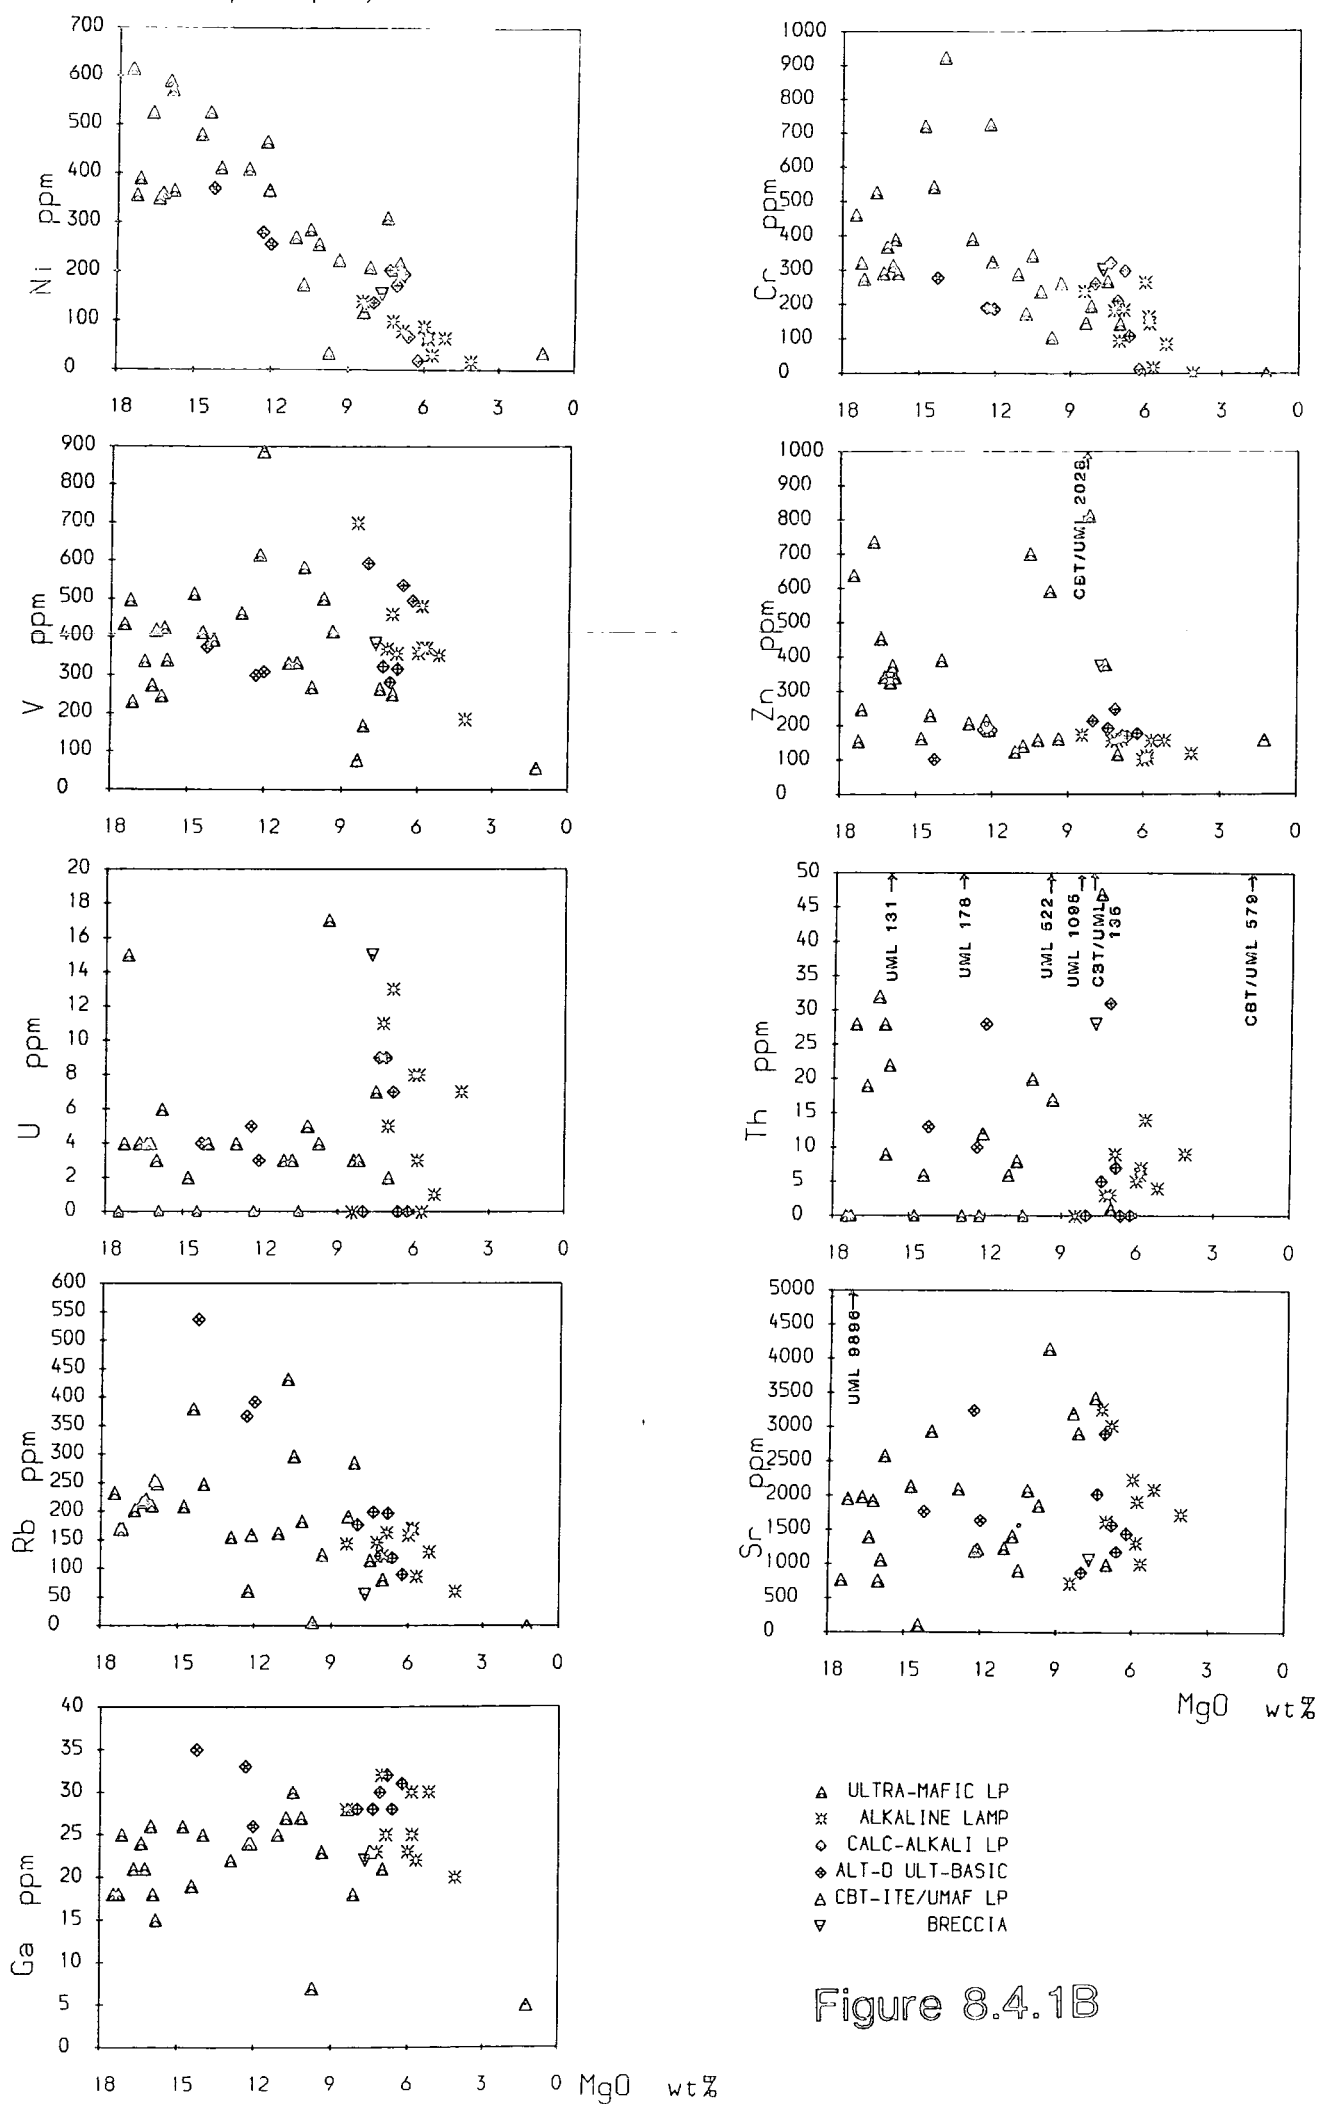 700
600
500
400
300
200
100
0
Ni ppm
18 15 12 9 6 3 0
1000
900
800
700
600
500
400
300
200
100
0
Cr ppm
18 15 12 9 6 3 0
900
800
700
600
500
400
300
200
100
0
V ppm
18 15 12 9 6 3 0
1000
900
800
700
600
500
400
300
200
100
0
Zn ppm
CBT/UML 2028
18 15 12 9 6 3 0
20
18
16
14
12
10
8
6
4
2
0
U ppm
18 15 12 9 6 3 0
50
45
40
35
30
25
20
15
10
5
0
Th ppm
UML 131
UML 178
UML 522
UML 1095
CBT/UML
135
CBT/UML 579
18 15 12 9 6 3 0
600
550
500
450
400
350
300
250
200
150
100
50
0
Rb ppm
18 15 12 9 6 3 0
5000
4500
4000
3500
3000
2500
2000
1500
1000
500
0
Sr ppm
UML 9896
18 15 12 9 6 3 0
MgO wt%
40
35
30
25
20
15
10
5
0
Ga ppm
18 15 12 9 6 3 0 MgO wt%
ULTRA-MAFIC LP
ALKALINE LAMP
CALC-ALKALI LP
ALT-D ULT-BASIC
CBT-ITE/UMAF LP
BRECCIA
Figure 8.4.1B